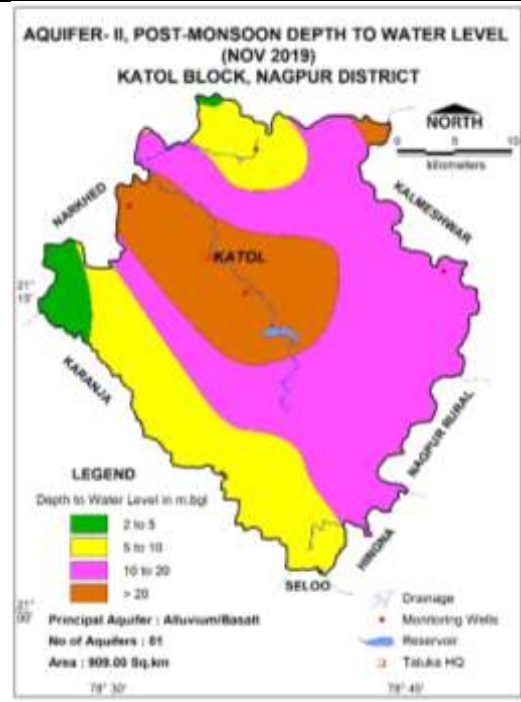 AQUIFER- II, POST-MONSOON DEPTH TO WATER LEVEL
(NOV 2019)
KATOL BLOCK, NAGPUR DISTRICT
NORTH
0 5 10
kilometers
NARKHED
KALMESHWAR
KATOL
21°
15'
KARANJA
NAGPUR RURAL
HINGNA
SELOO
LEGEND
Depth to Water Level in m.bgl
2 to 5
5 to 10
10 to 20
> 20
Principal Aquifer : Alluvium/Basalt
No of Aquifers : 01
Area : 909.00 Sq.km
21°
00'
Drainage
Monitoring Wells
Reservoir
Taluka HQ
78° 30'
78° 45'